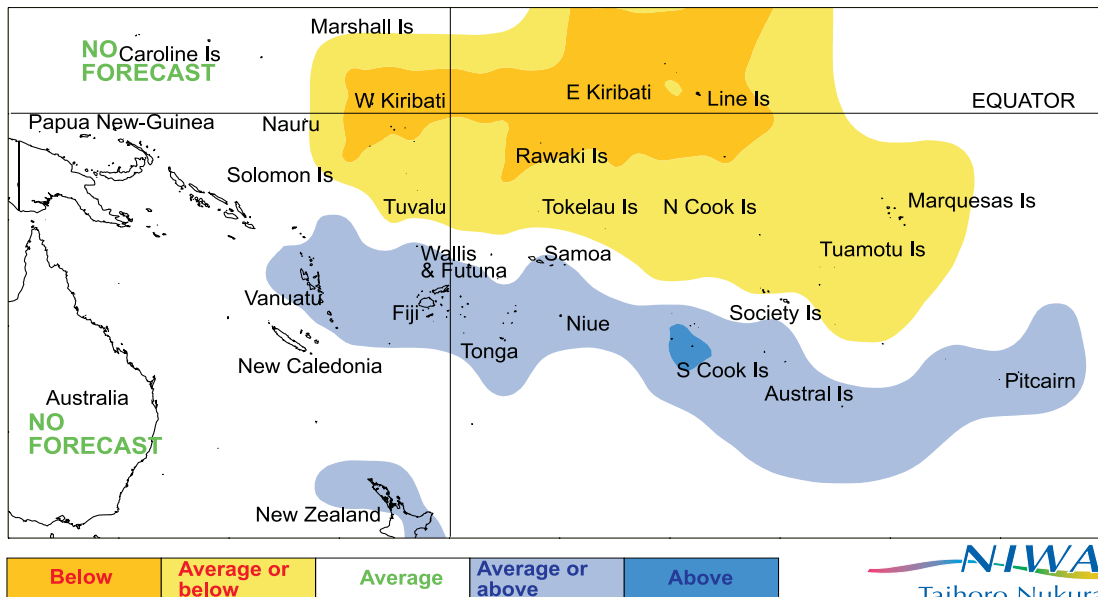 Marshall Is
NO
Caroline Is
FORECAST
W Kiribati
E Kiribati
Line Is
EQUATOR
Papua New-Guinea
Nauru
Rawaki Is
Solomon Is
Tuvalu
Tokelau Is
N Cook Is
Marquesas Is
Wallis
& Futuna
Samoa
Tuamotu Is
Vanuatu
Fiji
Niue
Society Is
Tonga
New Caledonia
S Cook Is
Pitcairn
Austral Is
Australia
NO
FORECAST
New Zealand
Below
Average or
below
Average
Average or
above
Above
NIWA
Taihoro Nukura